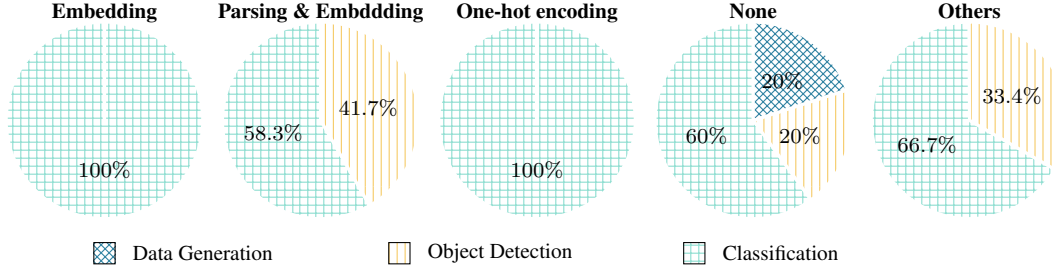 Embedding
Parsing & Embdddding
One-hot encoding
None
Others
100%
58.3%
41.7%
100%
20%
60%
20%
66.7%
33.4%
Data Generation
Object Detection
Classification